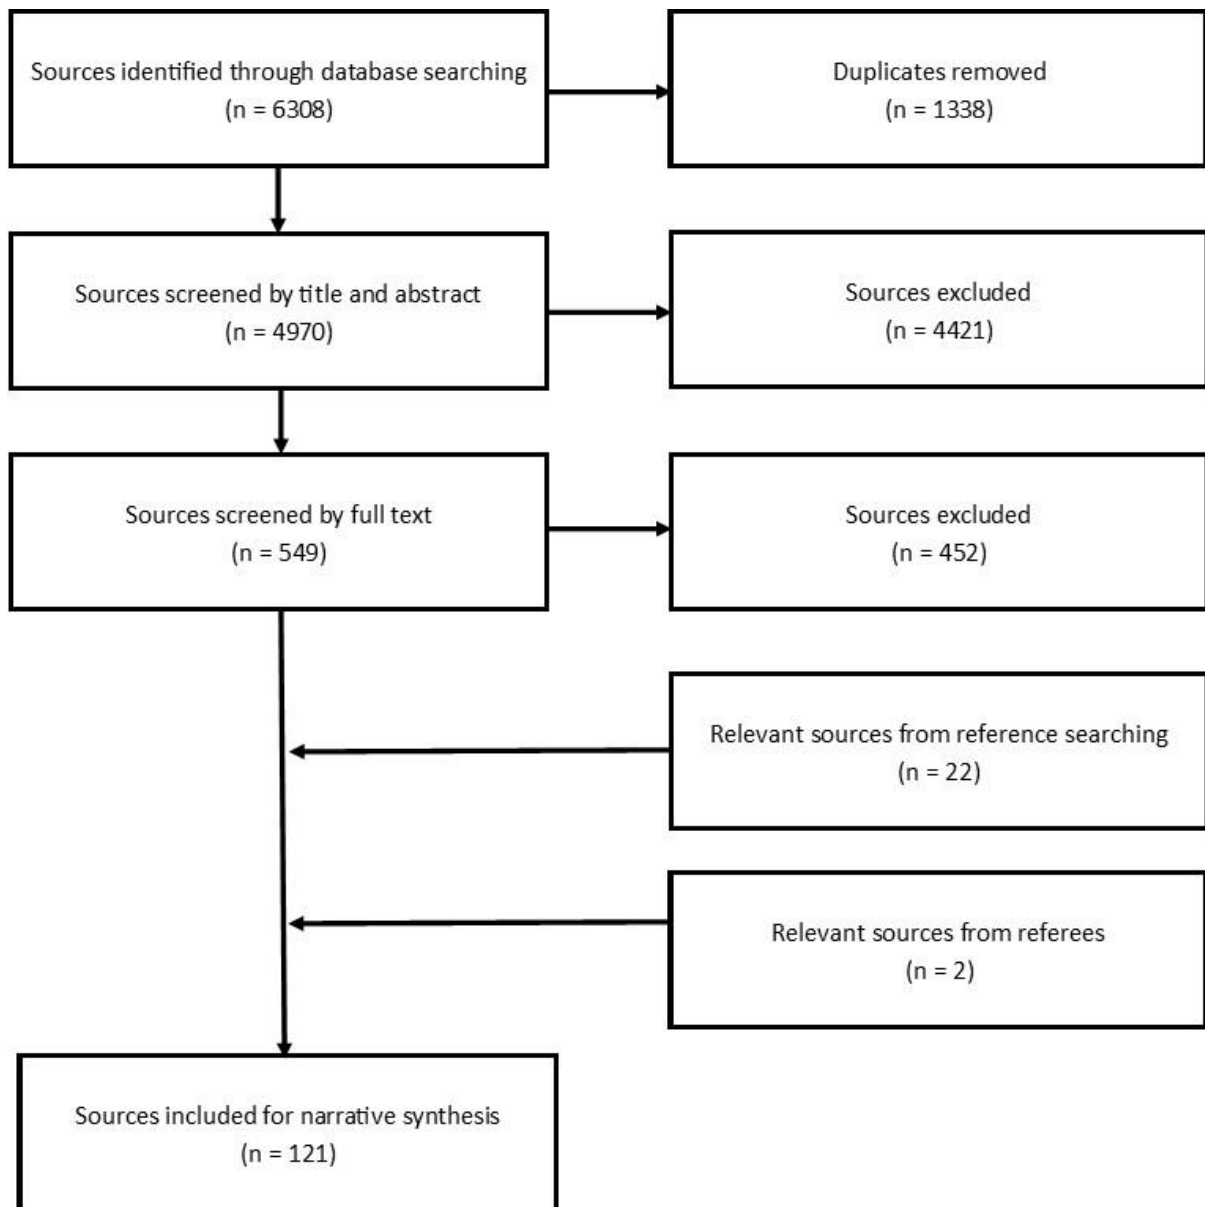 Sources identified through database searching
(n = 6308)
Duplicates removed
(n = 1338)
Sources screened by title and abstract
(n = 4970)
Sources excluded
(n = 4421)
Sources screened by full text
(n = 549)
Sources excluded
(n = 452)
Relevant sources from reference searching
(n = 22)
Relevant sources from referees
(n = 2)
Sources included for narrative synthesis
(n = 121)